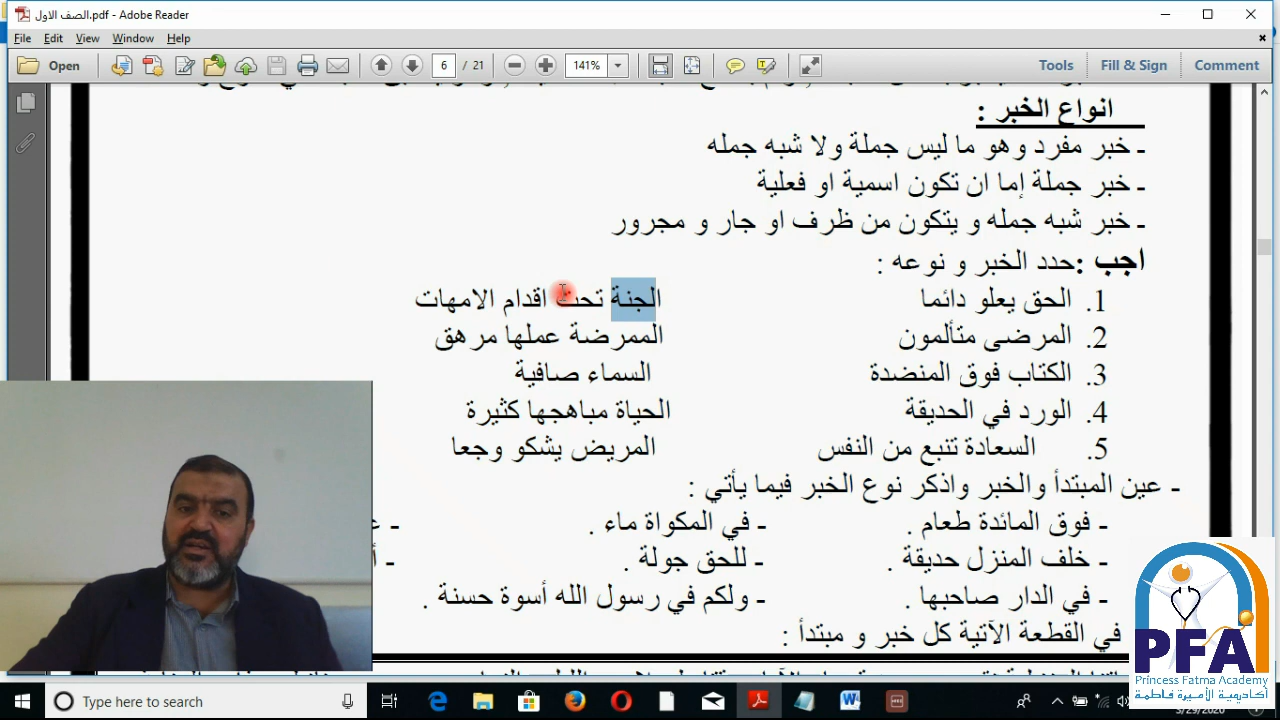 الصف الاول.pdf - Adobe Reader
File Edit View Window Help
Open 6 / 21 141% Tools Fill & Sign Comment
انواع الخبر :
ـ خبر مفرد وهو ما ليس جملة ولا شبه جمله
ـ خبر جملة إما ان تكون اسمية او فعلية
ـ خبر شبه جمله و يتكون من ظرف او جار و مجرور
اجب :حدد الخبر و نوعه :
1. الحق يعلو دائما الجنة تحت اقدام الامهات
2. المرضى متألمون الممرضة عملها مرهق
3. الكتاب فوق المنضدة السماء صافية
4. الورد في الحديقة الحياة مباهجها كثيرة
5. السعادة تنبع من النفس المريض يشكو وجعا
- عين المبتدأ والخبر واذكر نوع الخبر فيما يأتي :
- فوق المائدة طعام . - في المكواة ماء .
- خلف المنزل حديقة . - للحق جولة .
- في الدار صاحبها . - ولكم في رسول الله أسوة حسنة .
في القطعة الآتية كل خبر و مبتدأ :
PFA
Princess Fatma Academy
أكاديمية الأميرة فاطمة
Type here to search
3/29/2020